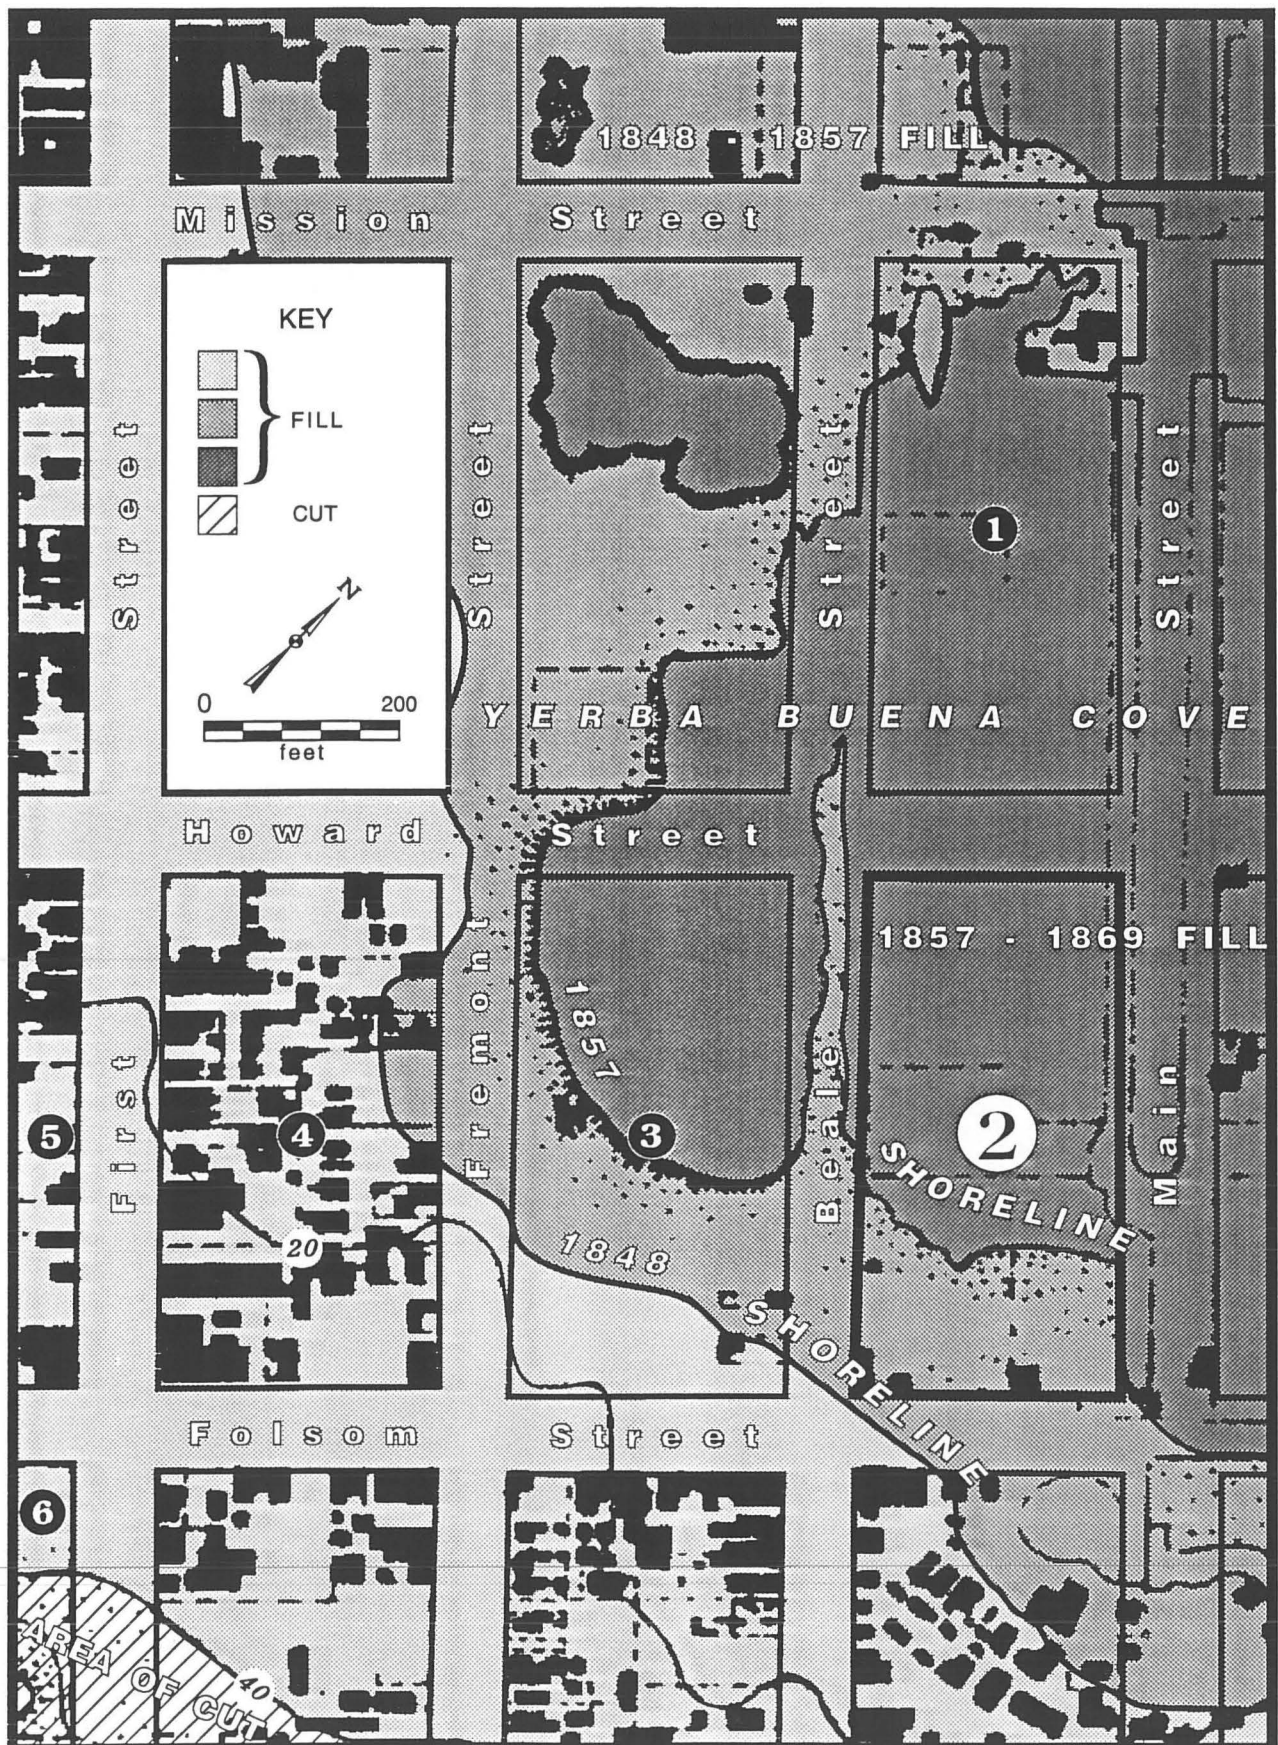 1848 - 1857 FILL
Mission Street
KEY
FILL
CUT
N
0 200
feet
Street
Street
Street
Street
1
YERBA BUENA COVE
Howard Street
1857 - 1869 FILL
First
Fremont
Beale
Main
1857
SHORELINE
5
4
3
2
20
1848
SHORELINE
Folsom Street
6
AREA OF CUT
40